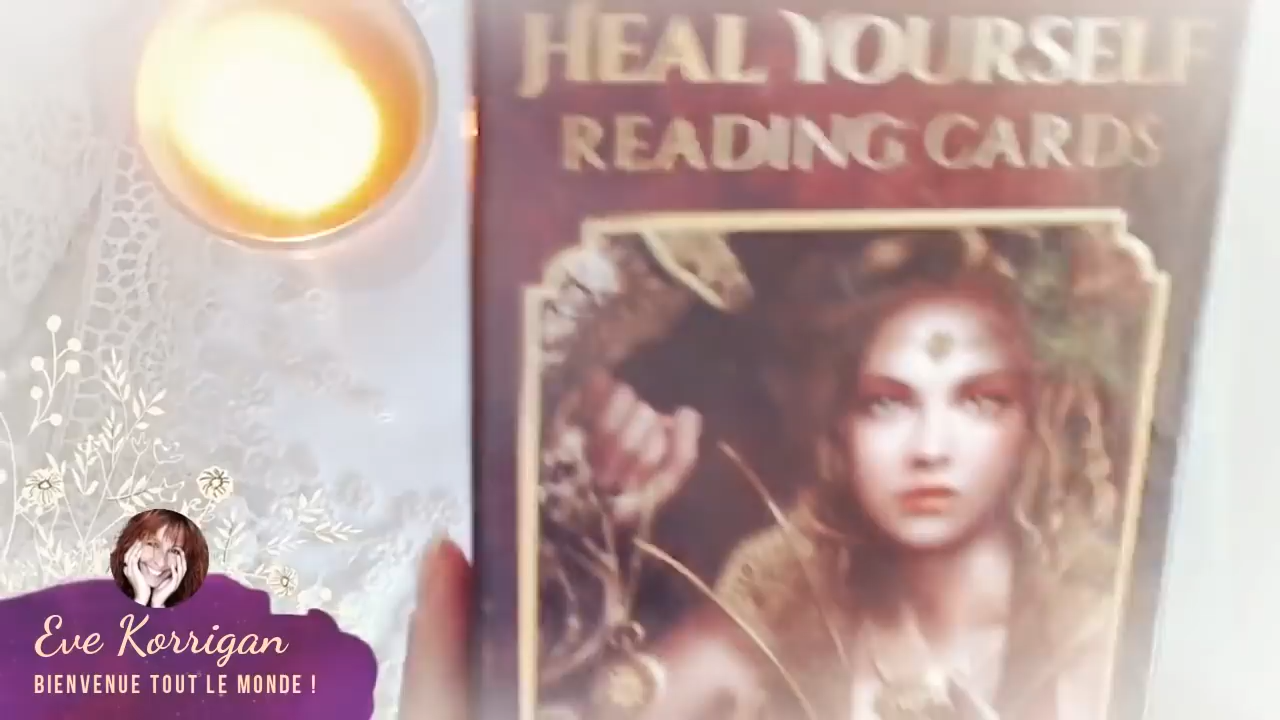 HEAL YOURSELF
READING CARDS
Eve Korrigan
BIENVENUE TOUT LE MONDE !